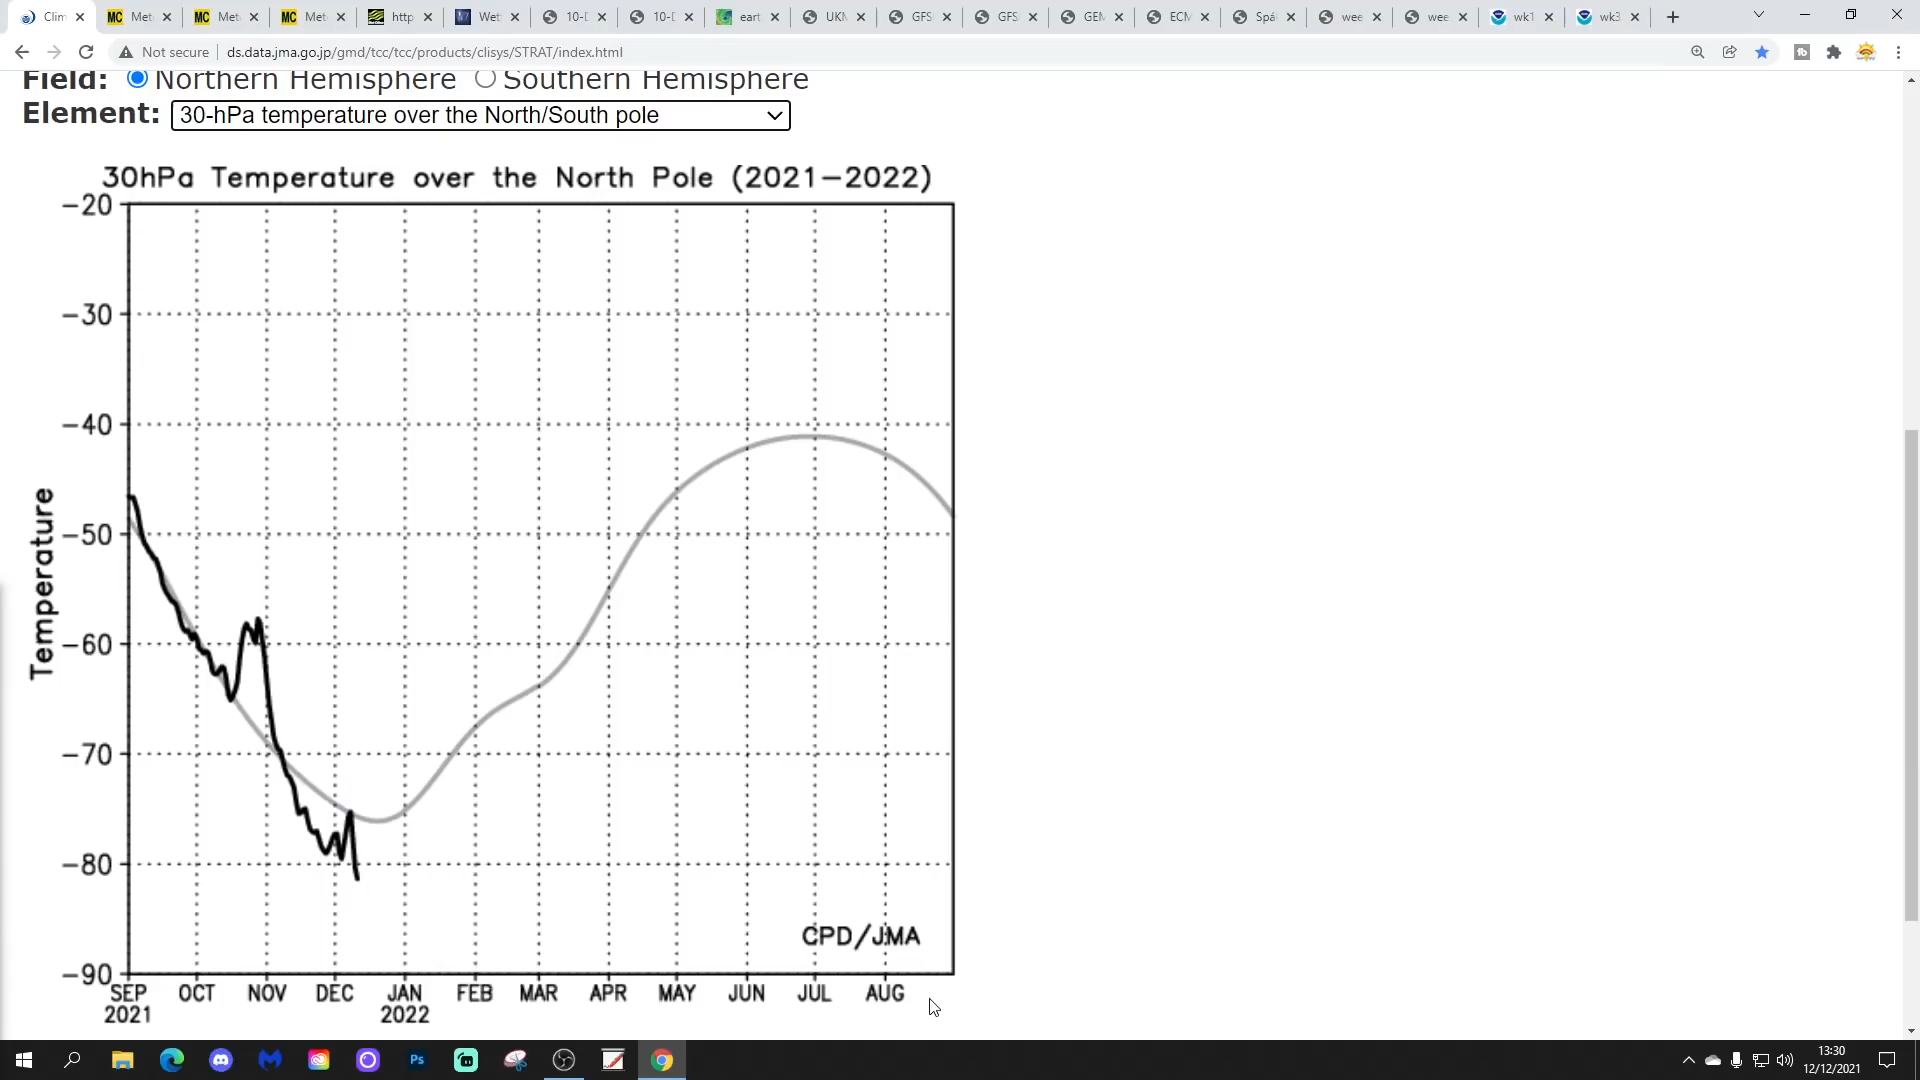 Clim
Met
Met
Met
http
Wet
10-D
10-D
eart
UKM
GFS
GFS
GEM
ECM
Spá
wee
wee
wk1
wk3
Not secure
ds.data.jma.go.jp/gmd/tcc/tcc/products/clisys/STRAT/index.html
Field: Northern Hemisphere Southern Hemisphere
Element: 30-hPa temperature over the North/South pole
30hPa Temperature over the North Pole (2021-2022)
-20
-30
-40
-50
-60
-70
-80
-90
Temperature
CPD/JMA
SEP OCT NOV DEC JAN FEB MAR APR MAY JUN JUL AUG
2021 2022
Ps
13:30
12/12/2021